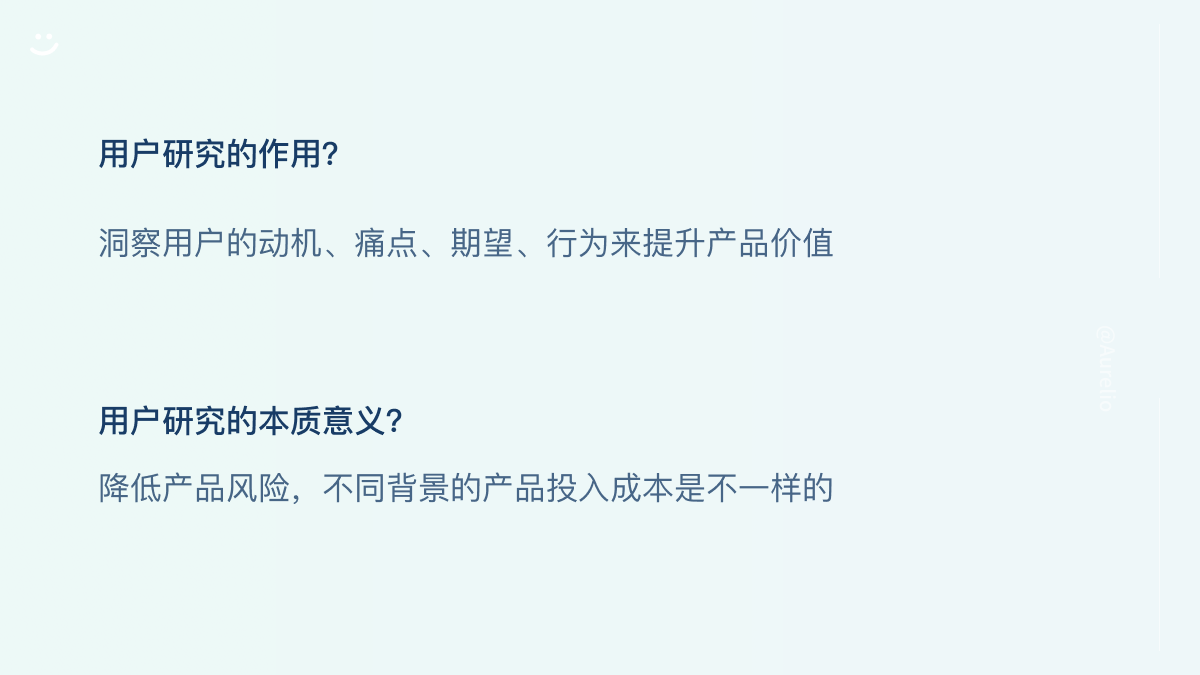 用户研究的作用?
洞察用户的动机、痛点、期望、行为来提升产品价值
用户研究的本质意义?
降低产品风险，不同背景的产品投入成本是不一样的
@Aurello